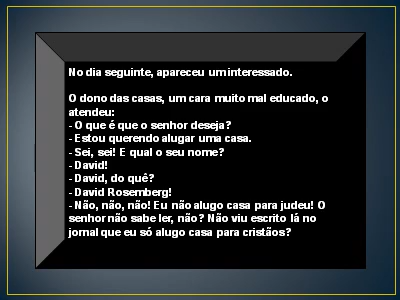 No dia seguinte, apareceu um interessado.
O dono das casas, um cara muito mal educado, o
atendeu:
- O que é que o senhor deseja?
- Estou querendo alugar uma casa.
- Sei, sei! E qual o seu nome?
- David!
- David, do quê?
- David Rosemberg!
- Não, não, não! Eu não alugo casa para judeu! O
senhor não sabe ler, não? Não viu escrito lá no
jornal que eu só alugo casa para cristãos?